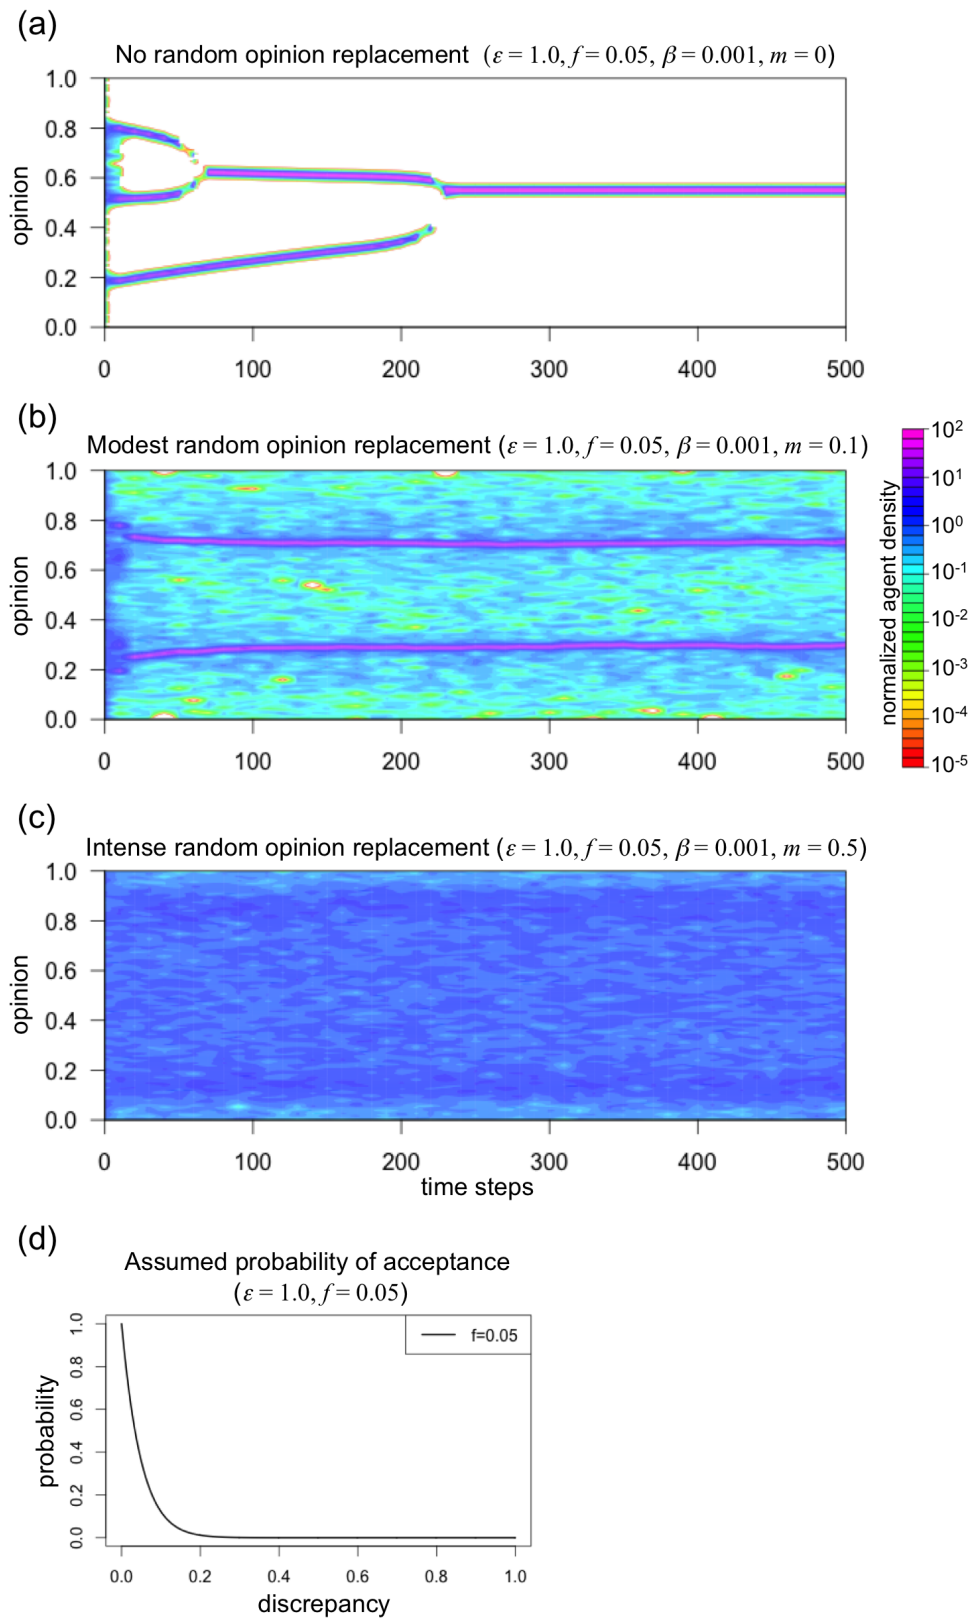 (a)
No random opinion replacement (ε = 1.0, f = 0.05, β = 0.001, m = 0)
1.0
0.8
0.6
0.4
0.2
0.0
opinion
0 100 200 300 400 500
(b)
Modest random opinion replacement (ε = 1.0, f = 0.05, β = 0.001, m = 0.1)
1.0
0.8
0.6
0.4
0.2
0.0
opinion
0 100 200 300 400 500
normalized agent density
10²
10¹
10⁰
10⁻¹
10⁻²
10⁻³
10⁻⁴
10⁻⁵
(c)
Intense random opinion replacement (ε = 1.0, f = 0.05, β = 0.001, m = 0.5)
1.0
0.8
0.6
0.4
0.2
0.0
opinion
0 100 200 300 400 500
time steps
(d)
Assumed probability of acceptance
(ε = 1.0, f = 0.05)
f=0.05
1.0
0.8
0.6
0.4
0.2
0.0
probability
0.0 0.2 0.4 0.6 0.8 1.0
discrepancy